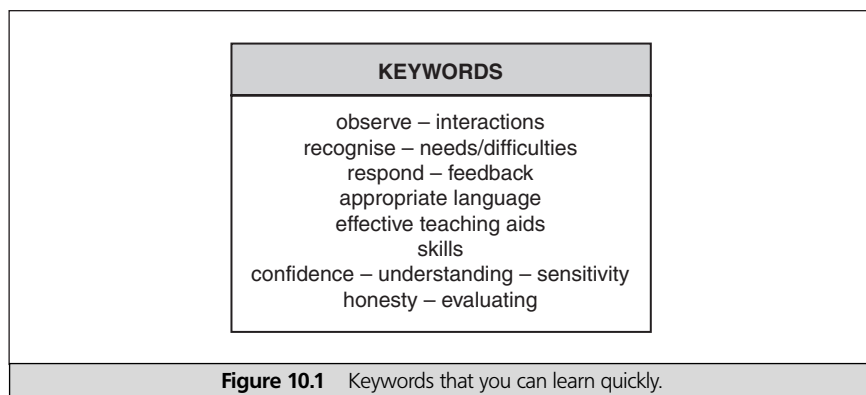 KEYWORDS
observe – interactions
recognise – needs/difficulties
respond – feedback
appropriate language
effective teaching aids
skills
confidence – understanding – sensitivity
honesty – evaluating
Figure 10.1 Keywords that you can learn quickly.